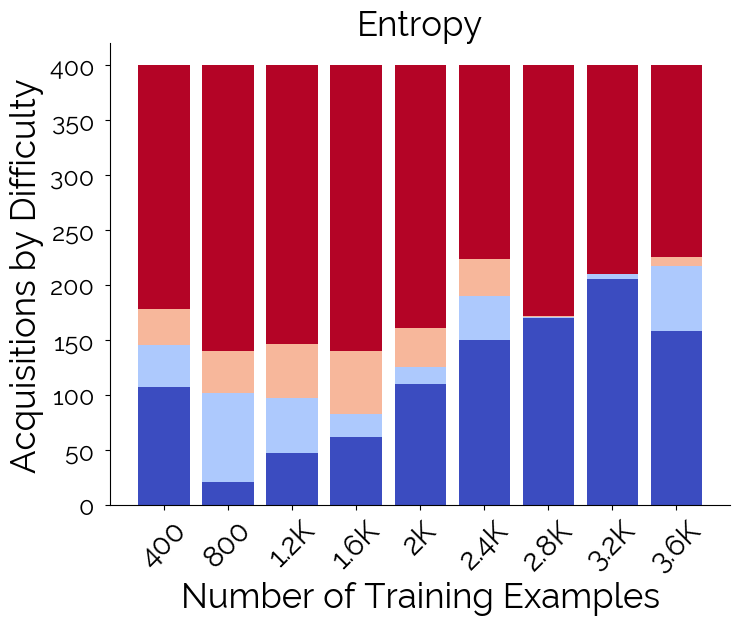 Entropy
Acquisitions by Difficulty
400
350
300
250
200
150
100
50
0
400
800
1.2K
1.6K
2K
2.4K
2.8K
3.2K
3.6K
Number of Training Examples